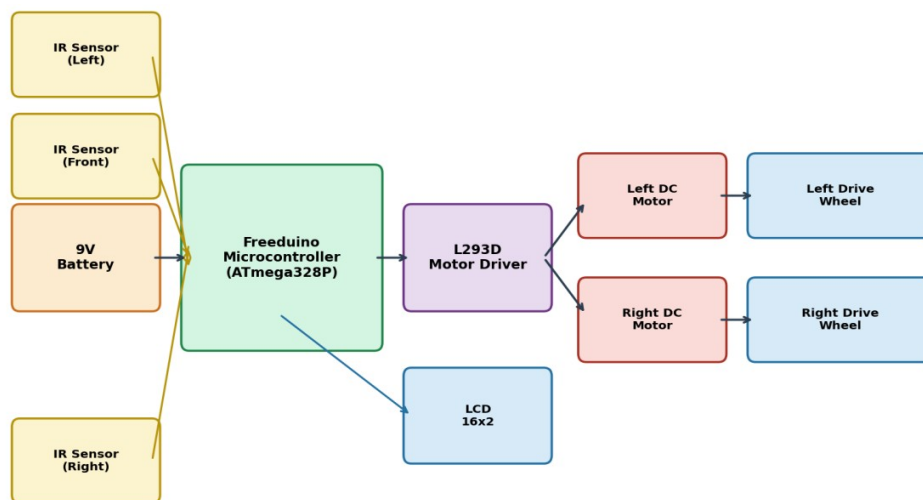 IR Sensor
(Left)
IR Sensor
(Front)
9V
Battery
IR Sensor
(Right)
Freeduino
Microcontroller
(ATmega328P)
L293D
Motor Driver
LCD
16x2
Left DC
Motor
Right DC
Motor
Left Drive
Wheel
Right Drive
Wheel